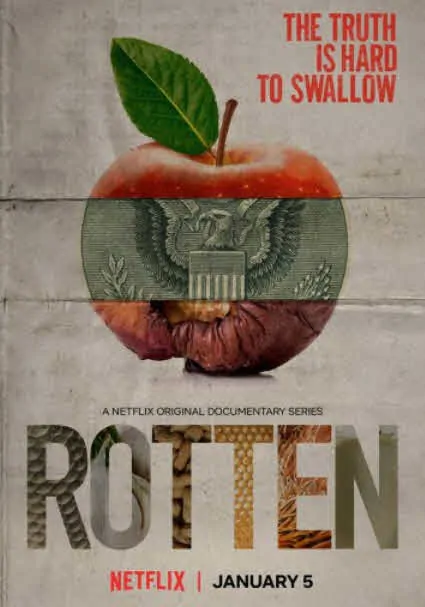 THE TRUTH
IS HARD
TO SWALLOW
A NETFLIX ORIGINAL DOCUMENTARY SERIES
ROTTEN
NETFLIX | JANUARY 5